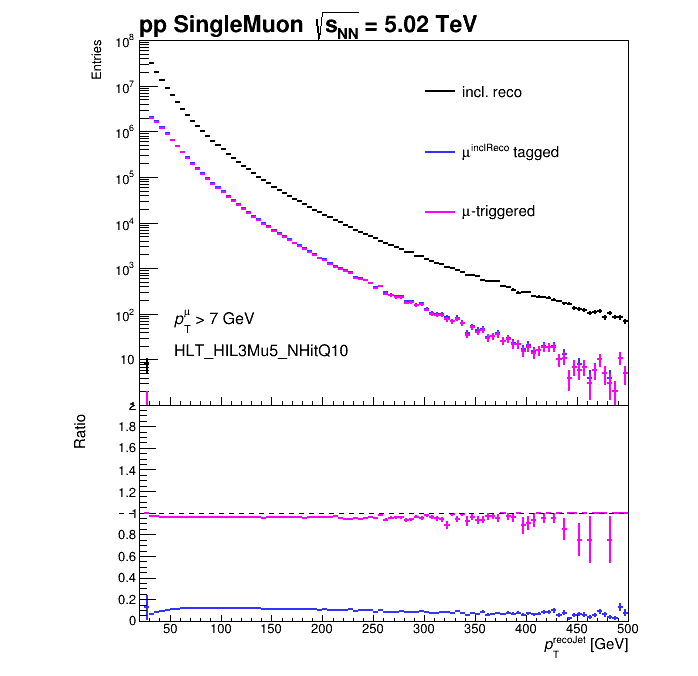 pp SingleMuon √s_NN = 5.02 TeV
Entries
10^8
10^7
10^6
10^5
10^4
10^3
10^2
10
incl. reco
μ^inclReco tagged
μ-triggered
p_T^μ > 7 GeV
HLT_HIL3Mu5_NHitQ10
Ratio
2
1.8
1.6
1.4
1.2
1
0.8
0.6
0.4
0.2
0
50 100 150 200 250 300 350 400 450 500
p_T^recoJet [GeV]